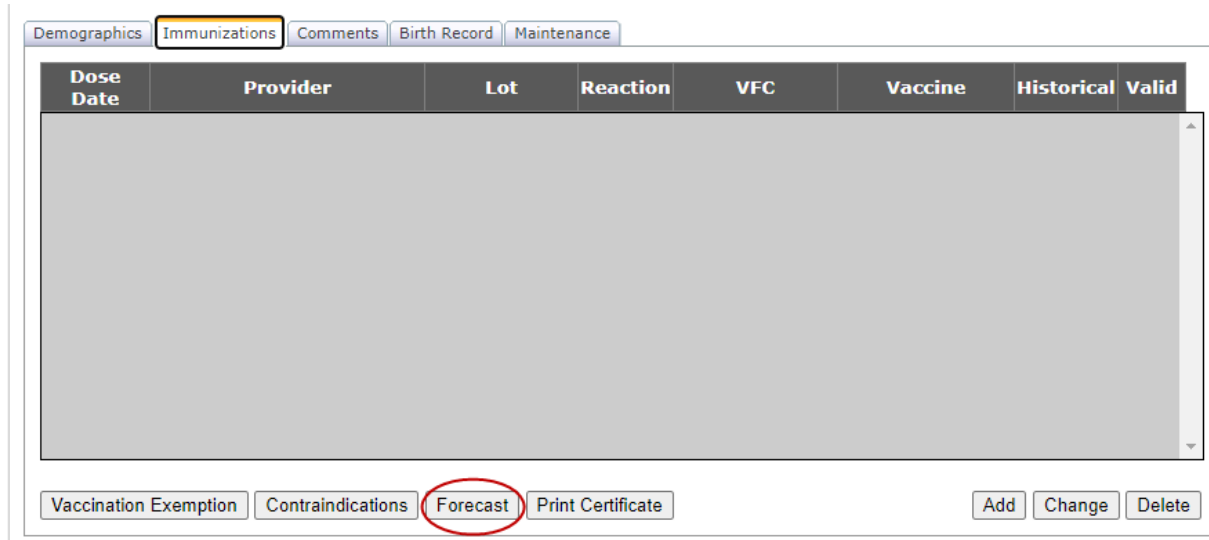 Demographics Immunizations Comments Birth Record Maintenance
Dose Date Provider Lot Reaction VFC Vaccine Historical Valid
Vaccination Exemption Contraindications Forecast Print Certificate Add Change Delete